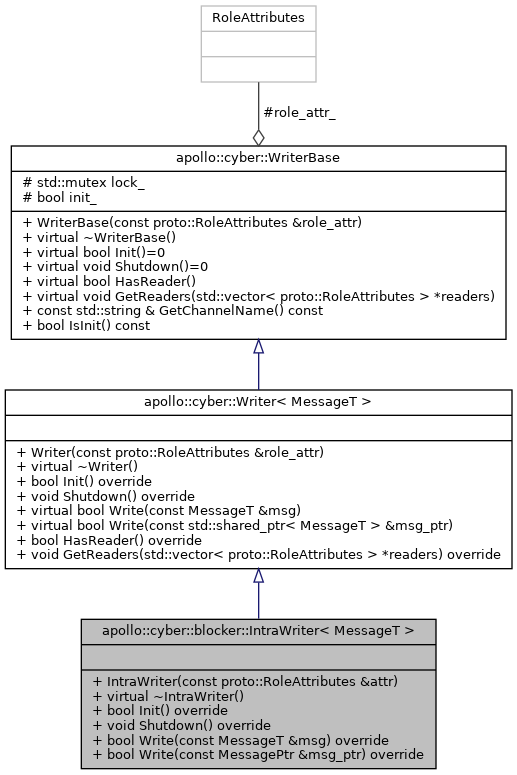 RoleAttributes
#role_attr_
apollo::cyber::WriterBase
# std::mutex lock_
# bool init_
+ WriterBase(const proto::RoleAttributes &role_attr)
+ virtual ~WriterBase()
+ virtual bool Init()=0
+ virtual void Shutdown()=0
+ virtual bool HasReader()
+ virtual void GetReaders(std::vector< proto::RoleAttributes > *readers)
+ const std::string & GetChannelName() const
+ bool IsInit() const
apollo::cyber::Writer< MessageT >
+ Writer(const proto::RoleAttributes &role_attr)
+ virtual ~Writer()
+ bool Init() override
+ void Shutdown() override
+ virtual bool Write(const MessageT &msg)
+ virtual bool Write(const std::shared_ptr< MessageT > &msg_ptr)
+ bool HasReader() override
+ void GetReaders(std::vector< proto::RoleAttributes > *readers) override
apollo::cyber::blocker::IntraWriter< MessageT >
+ IntraWriter(const proto::RoleAttributes &attr)
+ virtual ~IntraWriter()
+ bool Init() override
+ void Shutdown() override
+ bool Write(const MessageT &msg) override
+ bool Write(const MessagePtr &msg_ptr) override